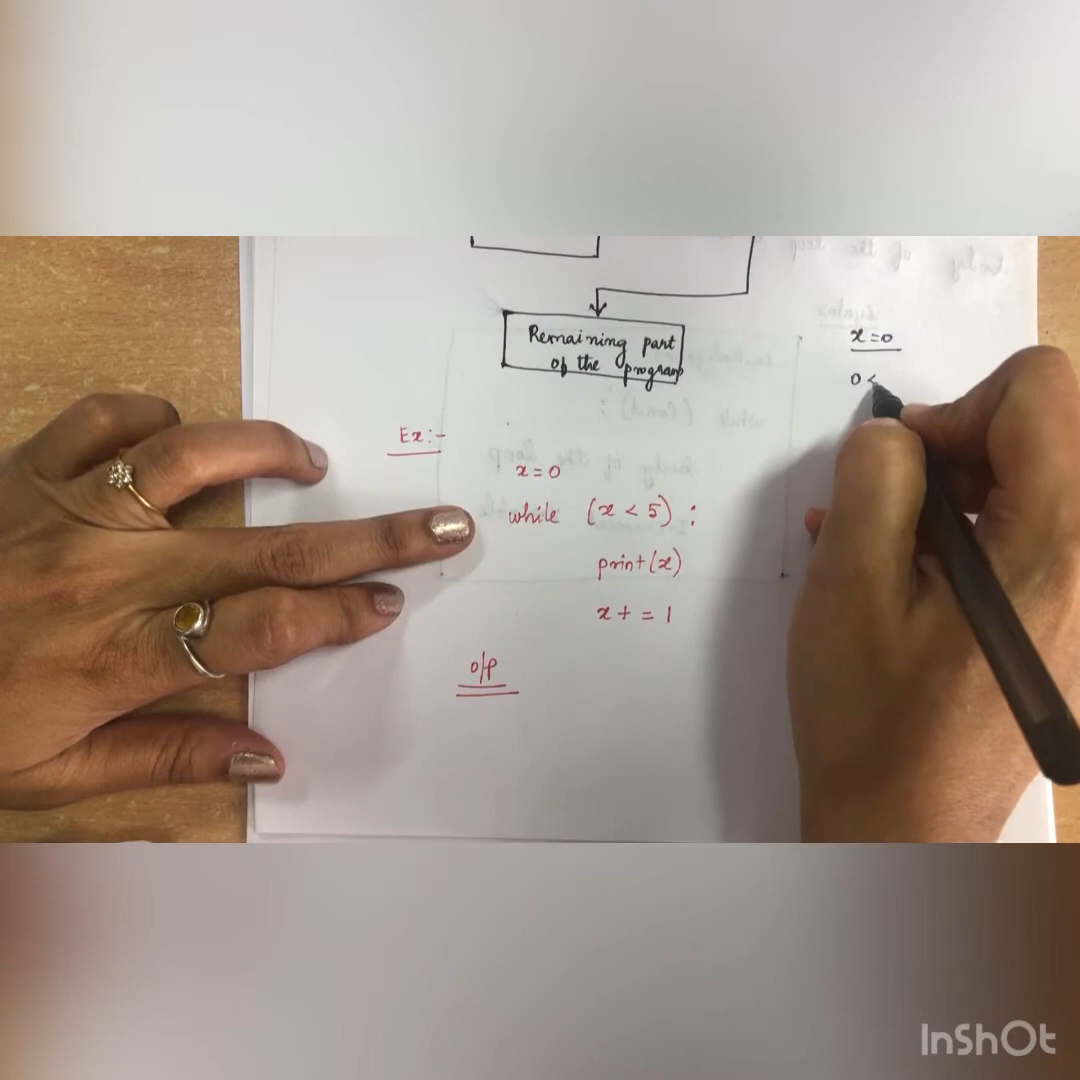 Remaining part
of the program
x=0
0<
Ex:-
x=0
while (x < 5) :
print(x)
x+ = 1
o/p
InShOt